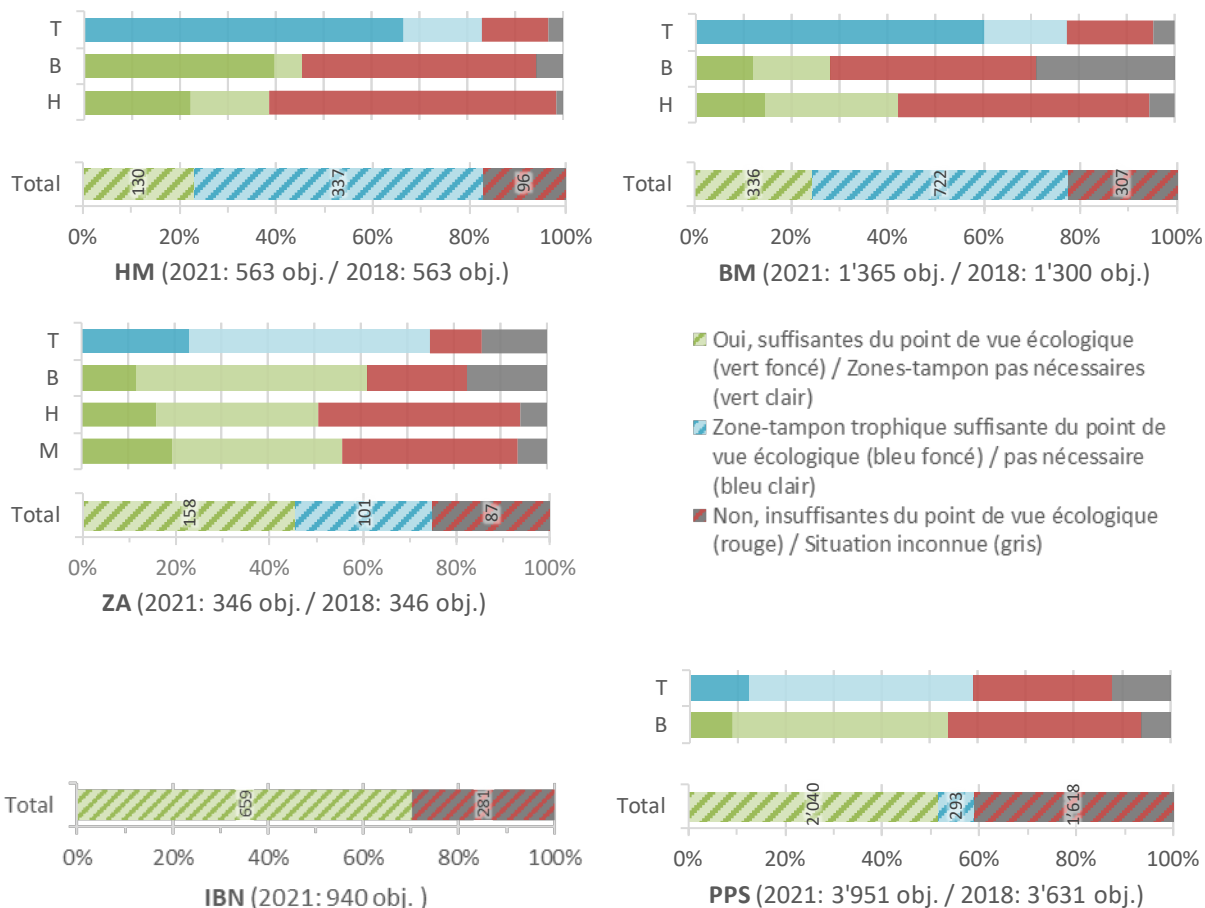 T
B
H
Total
130
337
96
0%
20%
40%
60%
80%
100%
HM (2021: 563 obj. / 2018: 563 obj.)
T
B
H
Total
336
722
307
0%
20%
40%
60%
80%
100%
BM (2021: 1'365 obj. / 2018: 1'300 obj.)
T
B
H
M
Total
158
101
87
0%
20%
40%
60%
80%
100%
ZA (2021: 346 obj. / 2018: 346 obj.)
Oui, suffisantes du point de vue écologique
(vert foncé) / Zones-tampon pas nécessaires
(vert clair)
Zone-tampon trophique suffisante du point de
vue écologique (bleu foncé) / pas nécessaire
(bleu clair)
Non, insuffisantes du point de vue écologique
(rouge) / Situation inconnue (gris)
Total
659
281
0%
20%
40%
60%
80%
100%
IBN (2021: 940 obj. )
T
B
Total
2'040
293
1'618
0%
20%
40%
60%
80%
100%
PPS (2021: 3'951 obj. / 2018: 3'631 obj.)